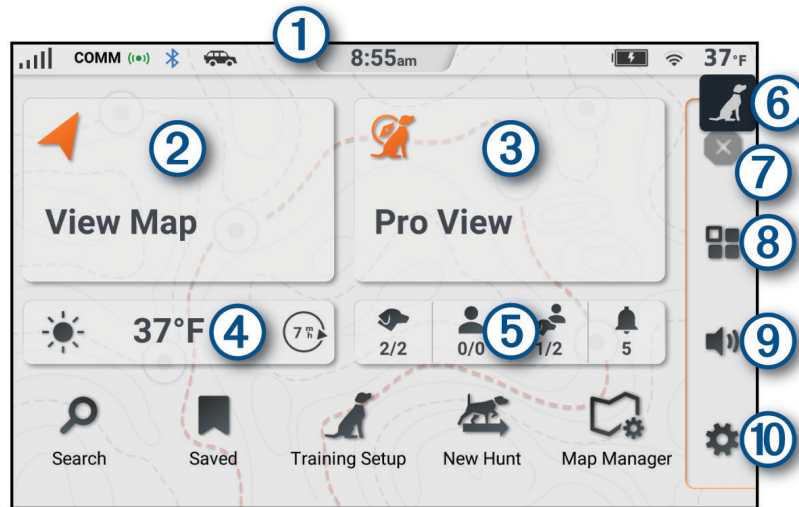 1
COMM 8:55am 37°F
6
2 3
7
View Map Pro View
8
37°F 4 7 m/h 5
2/2 0/0 1/2 5
9
Search Saved Training Setup New Hunt Map Manager
10